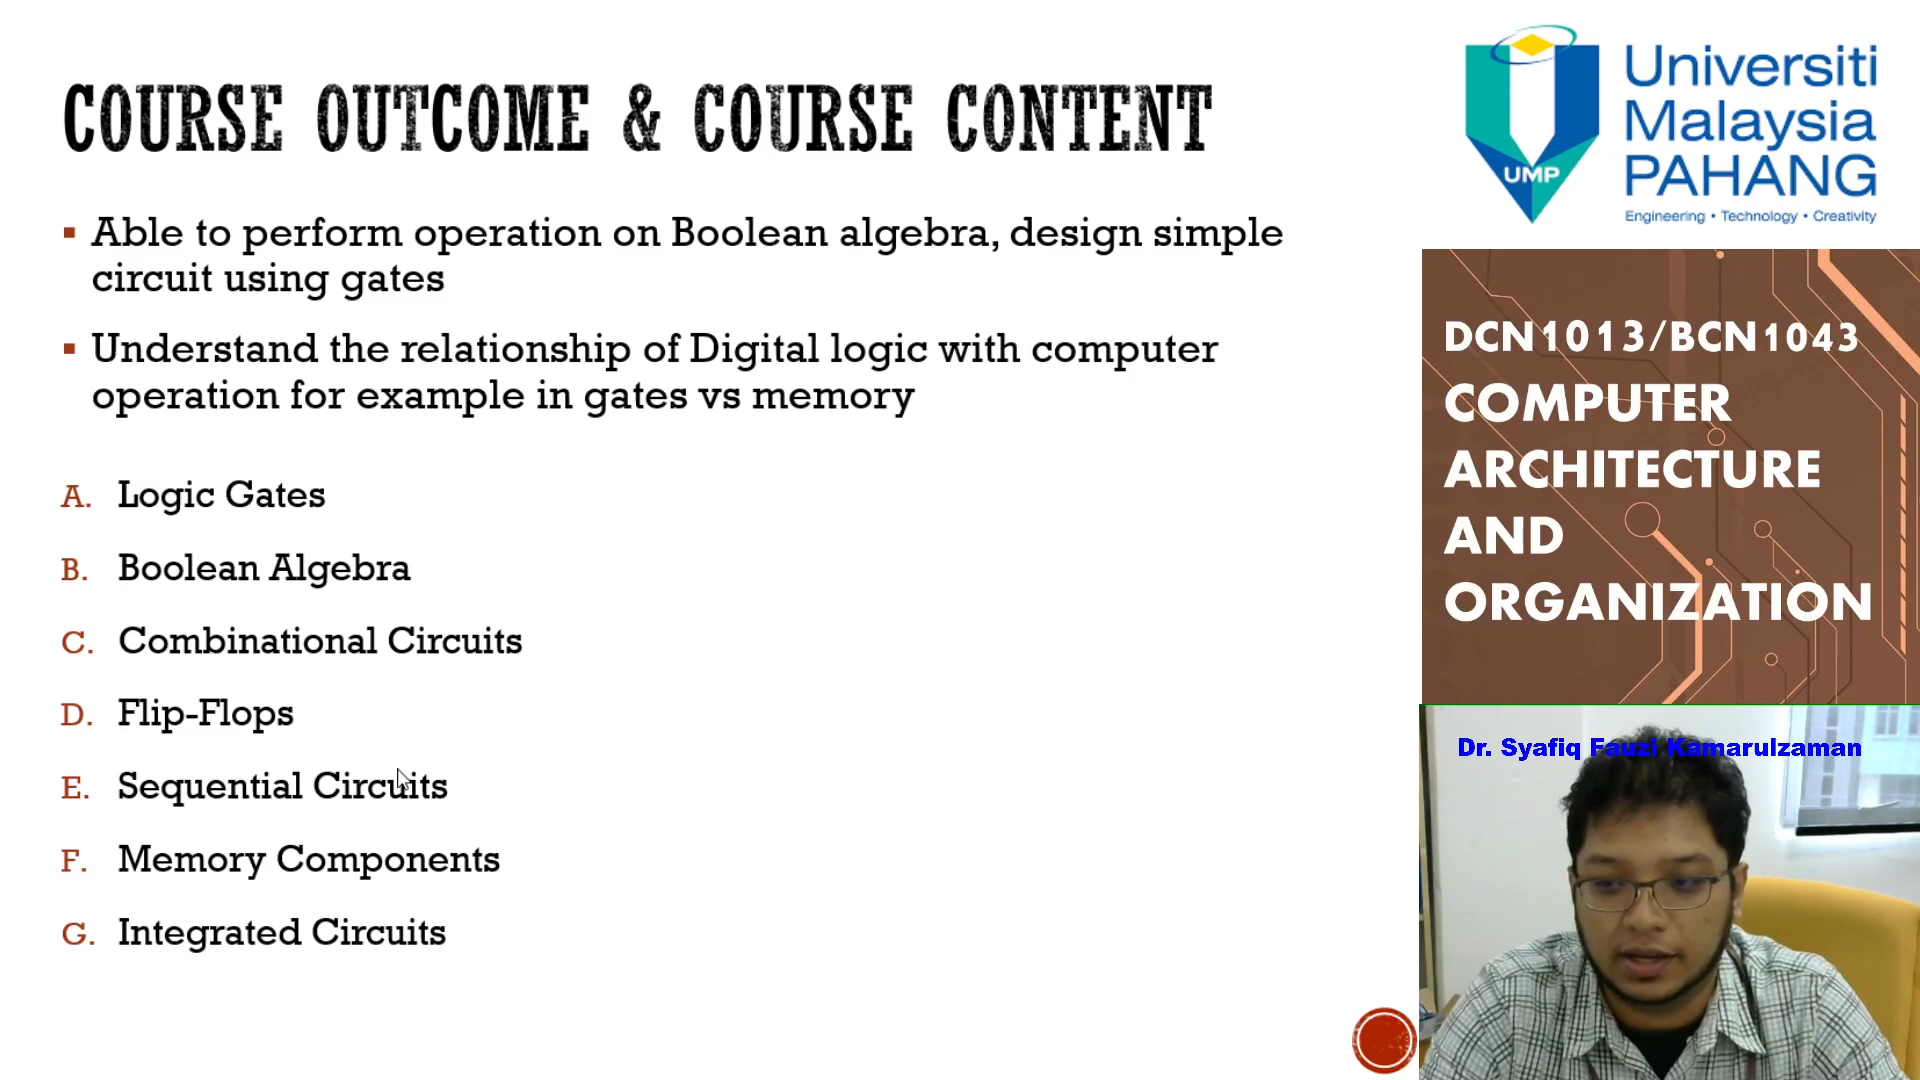 COURSE OUTCOME & COURSE CONTENT
▪ Able to perform operation on Boolean algebra, design simple
circuit using gates
▪ Understand the relationship of Digital logic with computer
operation for example in gates vs memory
A. Logic Gates
B. Boolean Algebra
C. Combinational Circuits
D. Flip-Flops
E. Sequential Circuits
F. Memory Components
G. Integrated Circuits
UMP
Universiti
Malaysia
PAHANG
Engineering • Technology • Creativity
DCN1013/BCN1043
COMPUTER
ARCHITECTURE
AND
ORGANIZATION
Dr. Syafiq Fauzi Kamarulzaman